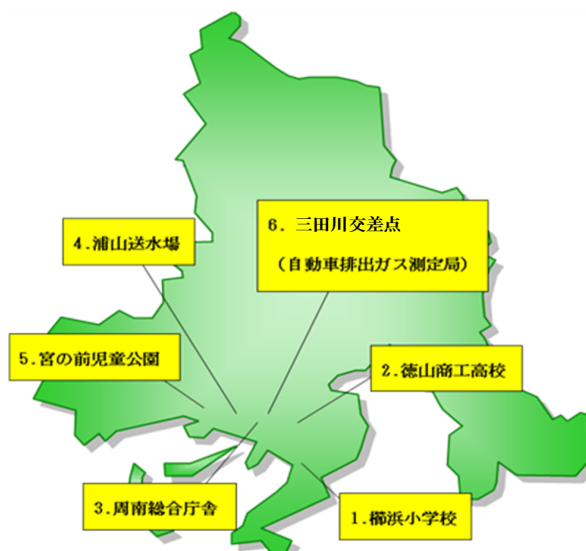 4.浦山送水場
6. 三田川交差点
（自動車排出ガス測定局）
5.宮の前児童公園
2.徳山商工高校
3.周南総合庁舎
1.櫛浜小学校